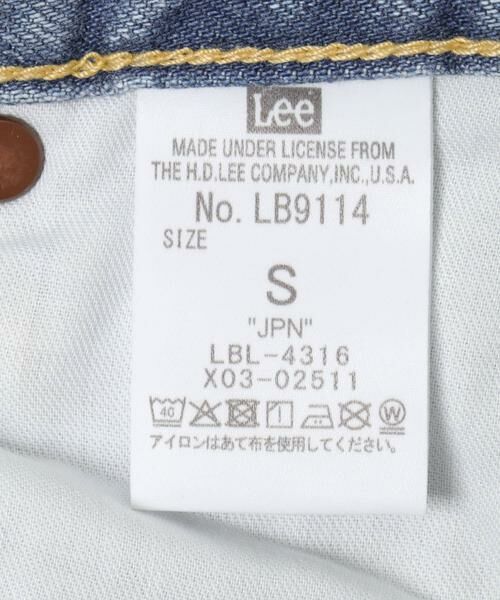 Lee
MADE UNDER LICENSE FROM
THE H.D.LEE COMPANY,INC.,U.S.A.
No. LB9114
SIZE
S
"JPN"
LBL-4316
X03-02511
40 W
アイロンはあて布を使用してください。